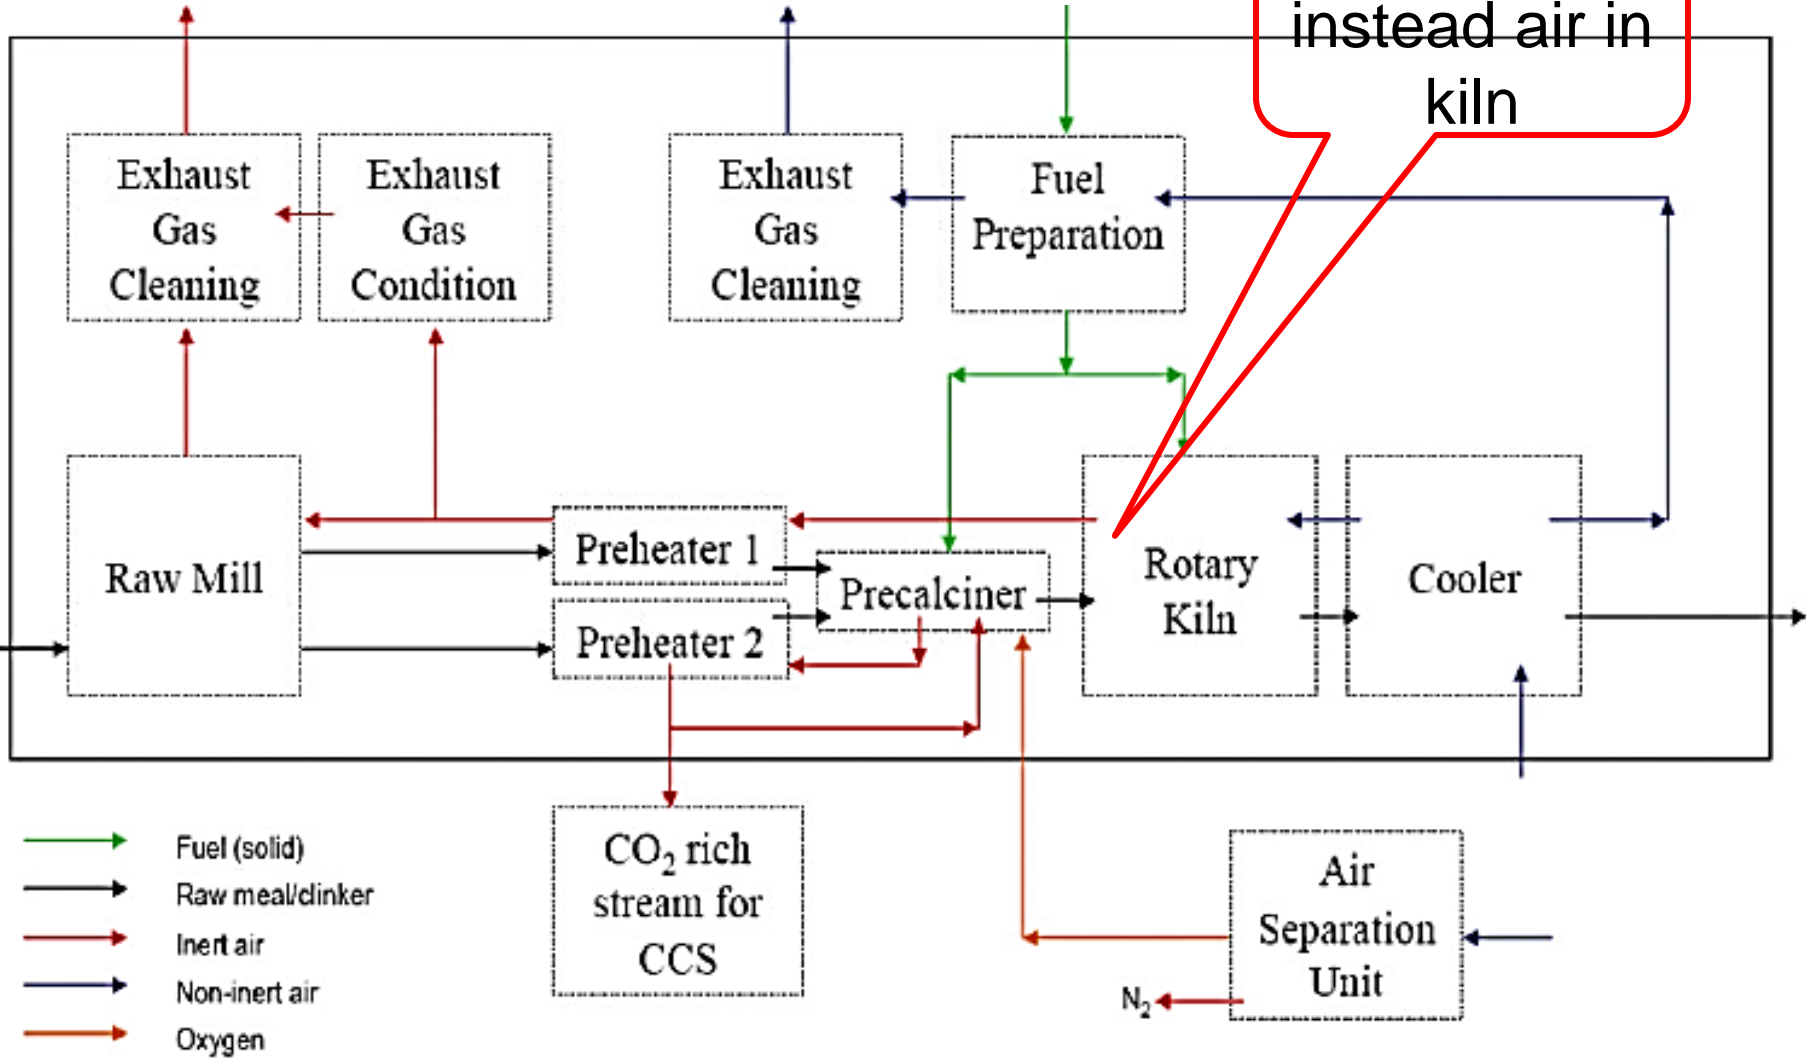 instead air in
kiln
Exhaust
Gas
Cleaning
Exhaust
Gas
Condition
Exhaust
Gas
Cleaning
Fuel
Preparation
Raw Mill
Preheater 1
Preheater 2
Precalciner
Rotary
Kiln
Cooler
CO₂ rich
stream for
CCS
Air
Separation
Unit
N₂
Fuel (solid)
Raw meal/clinker
Inert air
Non-inert air
Oxygen